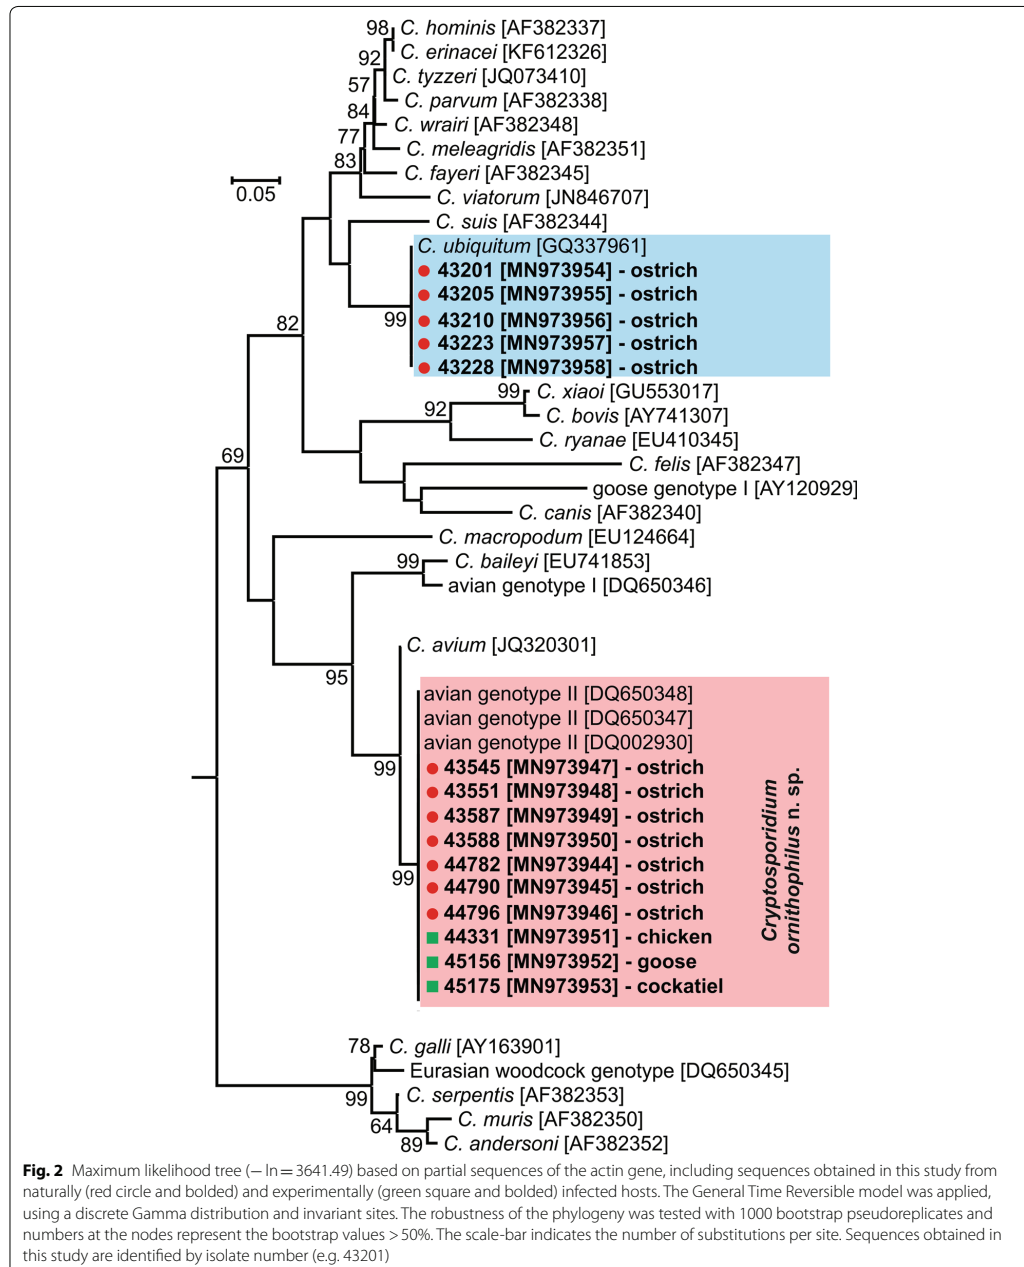 98 C. hominis [AF382337]
C. erinacei [KF612326]
92
C. tyzzeri [JQ073410]
57
C. parvum [AF382338]
84
C. wrairi [AF382348]
77
C. meleagridis [AF382351]
83
C. fayeri [AF382345]
0.05
C. viatorum [JN846707]
C. suis [AF382344]
C. ubiquitum [GQ337961]
43201 [MN973954] - ostrich
43205 [MN973955] - ostrich
43210 [MN973956] - ostrich
99
43223 [MN973957] - ostrich
82
43228 [MN973958] - ostrich
99 C. xiaoi [GU553017]
92
C. bovis [AY741307]
C. ryanae [EU410345]
69
C. felis [AF382347]
goose genotype I [AY120929]
C. canis [AF382340]
C. macropodum [EU124664]
99 C. baileyi [EU741853]
avian genotype I [DQ650346]
C. avium [JQ320301]
95
avian genotype II [DQ650348]
avian genotype II [DQ650347]
avian genotype II [DQ002930]
99
43545 [MN973947] - ostrich
43551 [MN973948] - ostrich
43587 [MN973949] - ostrich
43588 [MN973950] - ostrich
44782 [MN973944] - ostrich
99
44790 [MN973945] - ostrich
44796 [MN973946] - ostrich
44331 [MN973951] - chicken
45156 [MN973952] - goose
45175 [MN973953] - cockatiel
Cryptosporidium
ornithophilus n. sp.
78 C. galli [AY163901]
Eurasian woodcock genotype [DQ650345]
99
C. serpentis [AF382353]
64
C. muris [AF382350]
89
C. andersoni [AF382352]
Fig. 2 Maximum likelihood tree (− ln = 3641.49) based on partial sequences of the actin gene, including sequences obtained in this study from
naturally (red circle and bolded) and experimentally (green square and bolded) infected hosts. The General Time Reversible model was applied,
using a discrete Gamma distribution and invariant sites. The robustness of the phylogeny was tested with 1000 bootstrap pseudoreplicates and
numbers at the nodes represent the bootstrap values > 50%. The scale-bar indicates the number of substitutions per site. Sequences obtained in
this study are identified by isolate number (e.g. 43201)